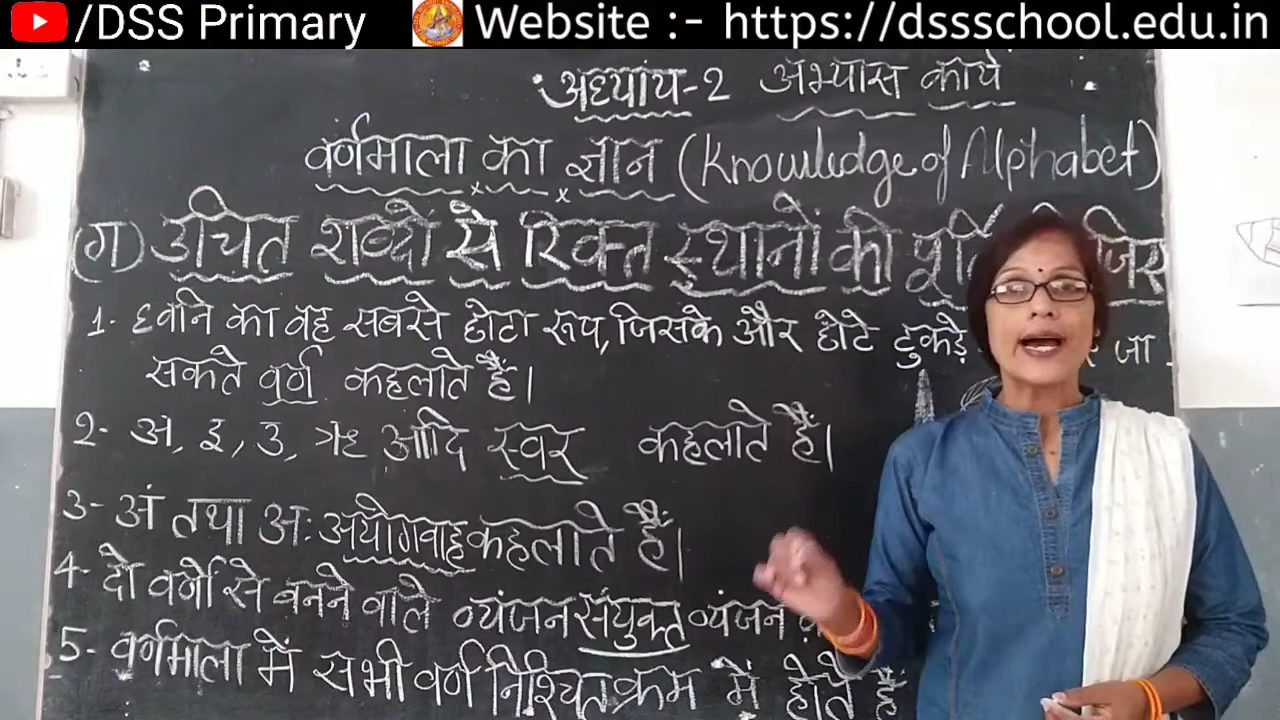 /DSS Primary Website :- https://dssschool.edu.in
अध्याय-2 अभ्यास कार्य
वर्णमाला का ज्ञान (Knowledge of Alphabet)
(ग) उचित शब्दों से रिक्त स्थानों की पूर्ति
1- ध्वनि का वह सबसे छोटा रूप, जिसके और छोटे टुकड़े जा
सकते वर्ण कहलाते हैं।
2- अ, इ, उ, ऋ आदि स्वर कहलाते हैं।
3- अं तथा अः अयोगवाह कहलाते हैं।
4- दो वर्णो से बनने वाले व्यंजन संयुक्त व्यंजन
5- वर्णमाला में सभी वर्ण निश्चित क्रम में होते हैं